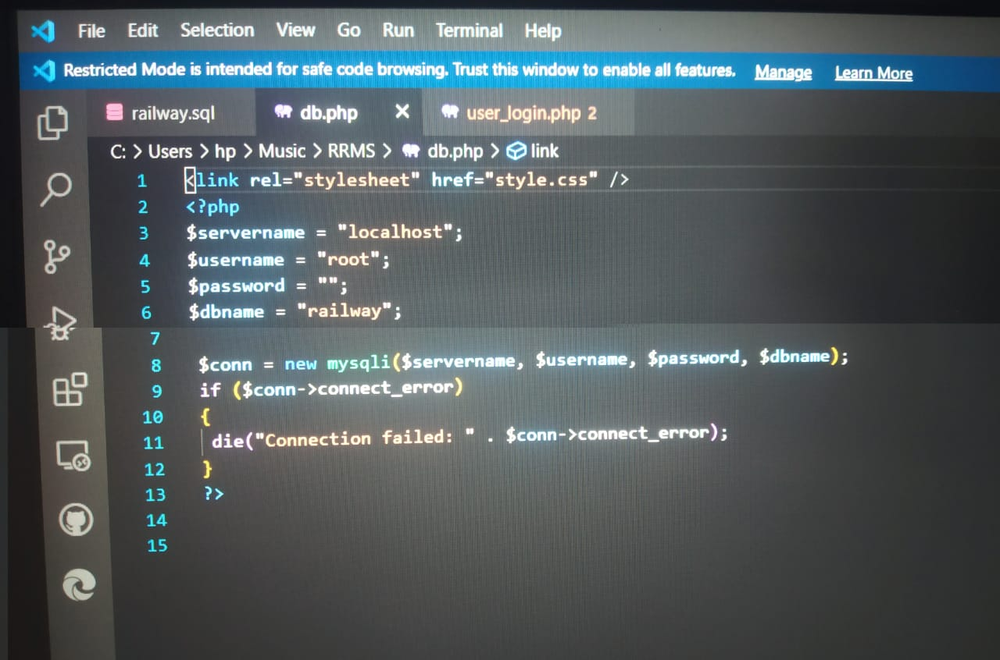 File Edit Selection View Go Run Terminal Help
Restricted Mode is intended for safe code browsing. Trust this window to enable all features. Manage Learn More
railway.sql db.php user_login.php 2
C: > Users > hp > Music > RRMS > db.php > link
1 <link rel="stylesheet" href="style.css" />
2 <?php
3 $servername = "localhost";
4 $username = "root";
5 $password = "";
6 $dbname = "railway";
7
8 $conn = new mysqli($servername, $username, $password, $dbname);
9 if ($conn->connect_error)
10 {
11 die("Connection failed: " . $conn->connect_error);
12 }
13 ?>
14
15